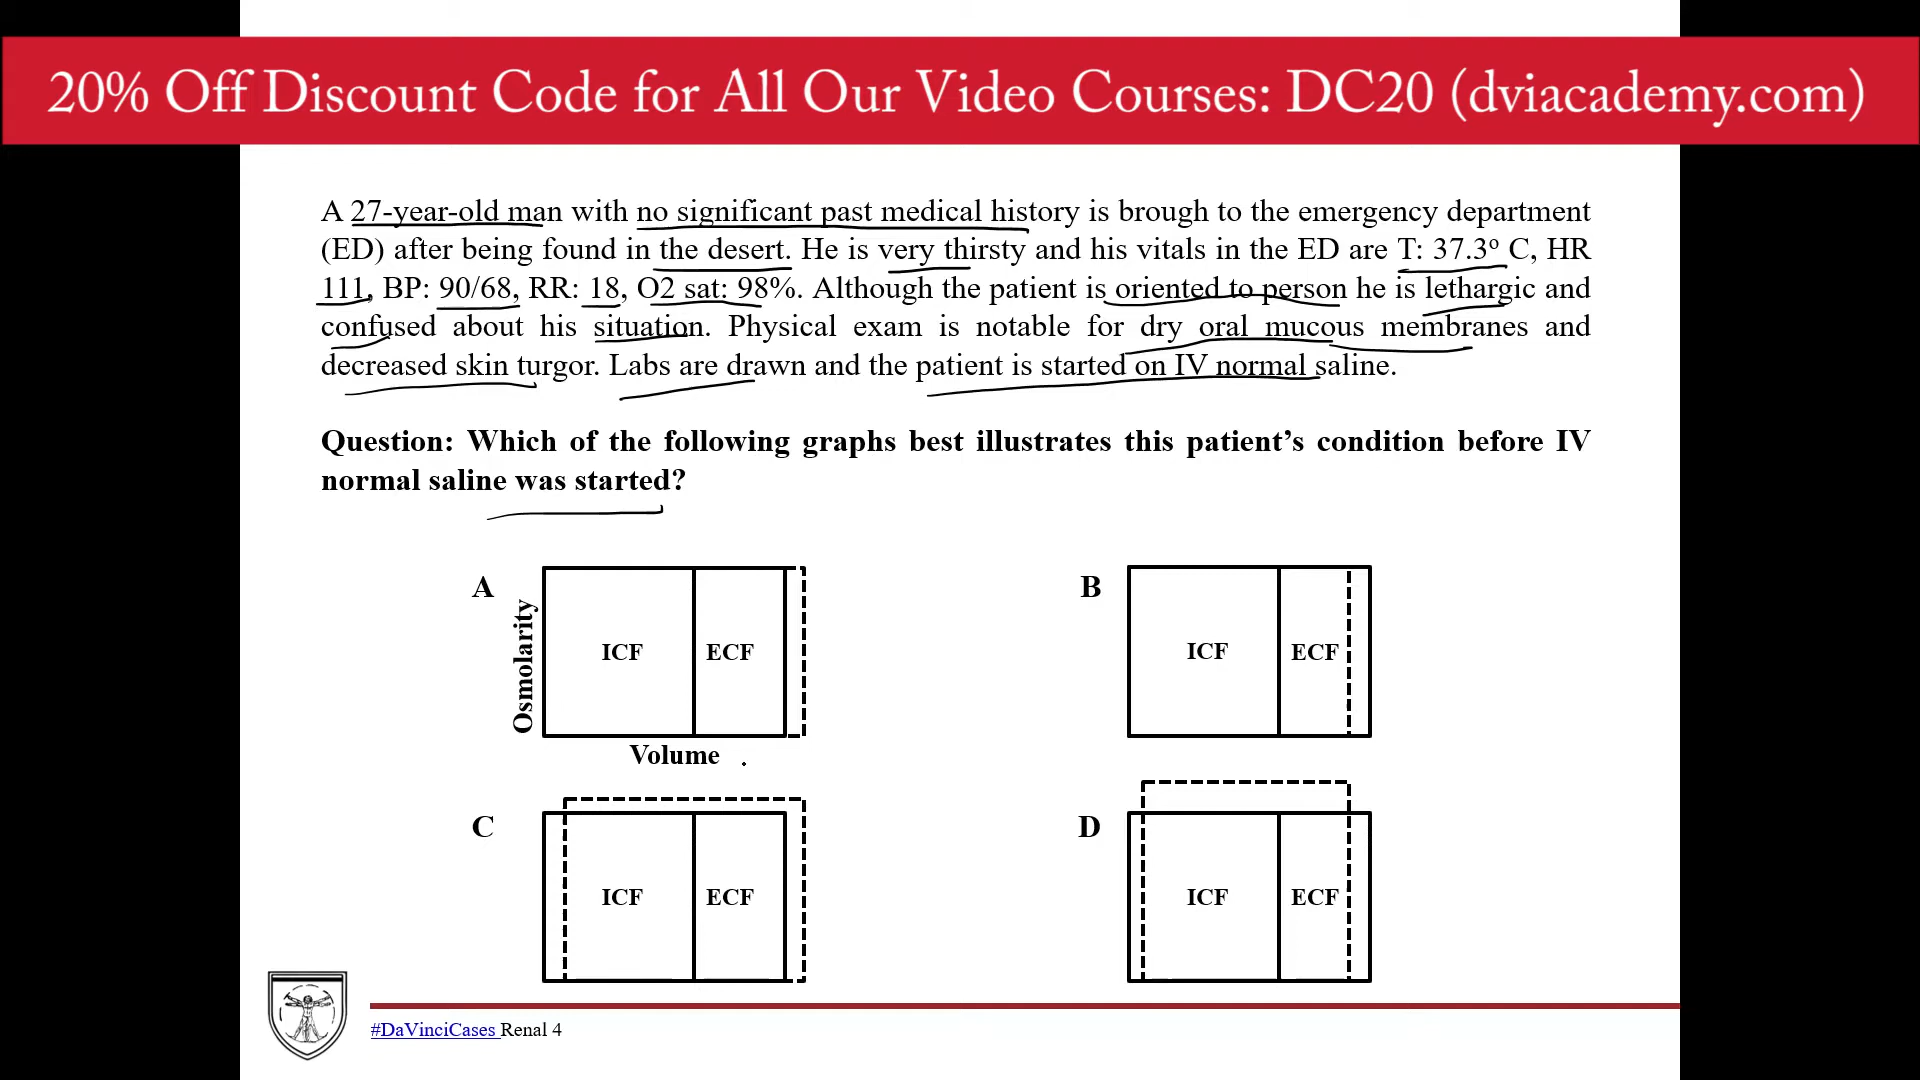 20% Off Discount Code for All Our Video Courses: DC20 (dviacademy.com)
A 27-year-old man with no significant past medical history is brough to the emergency department
(ED) after being found in the desert. He is very thirsty and his vitals in the ED are T: 37.3º C, HR
111, BP: 90/68, RR: 18, O2 sat: 98%. Although the patient is oriented to person he is lethargic and
confused about his situation. Physical exam is notable for dry oral mucous membranes and
decreased skin turgor. Labs are drawn and the patient is started on IV normal saline.
Question: Which of the following graphs best illustrates this patient’s condition before IV
normal saline was started?
A
Osmolarity
ICF
ECF
Volume
B
ICF
ECF
C
ICF
ECF
D
ICF
ECF
#DaVinciCases Renal 4